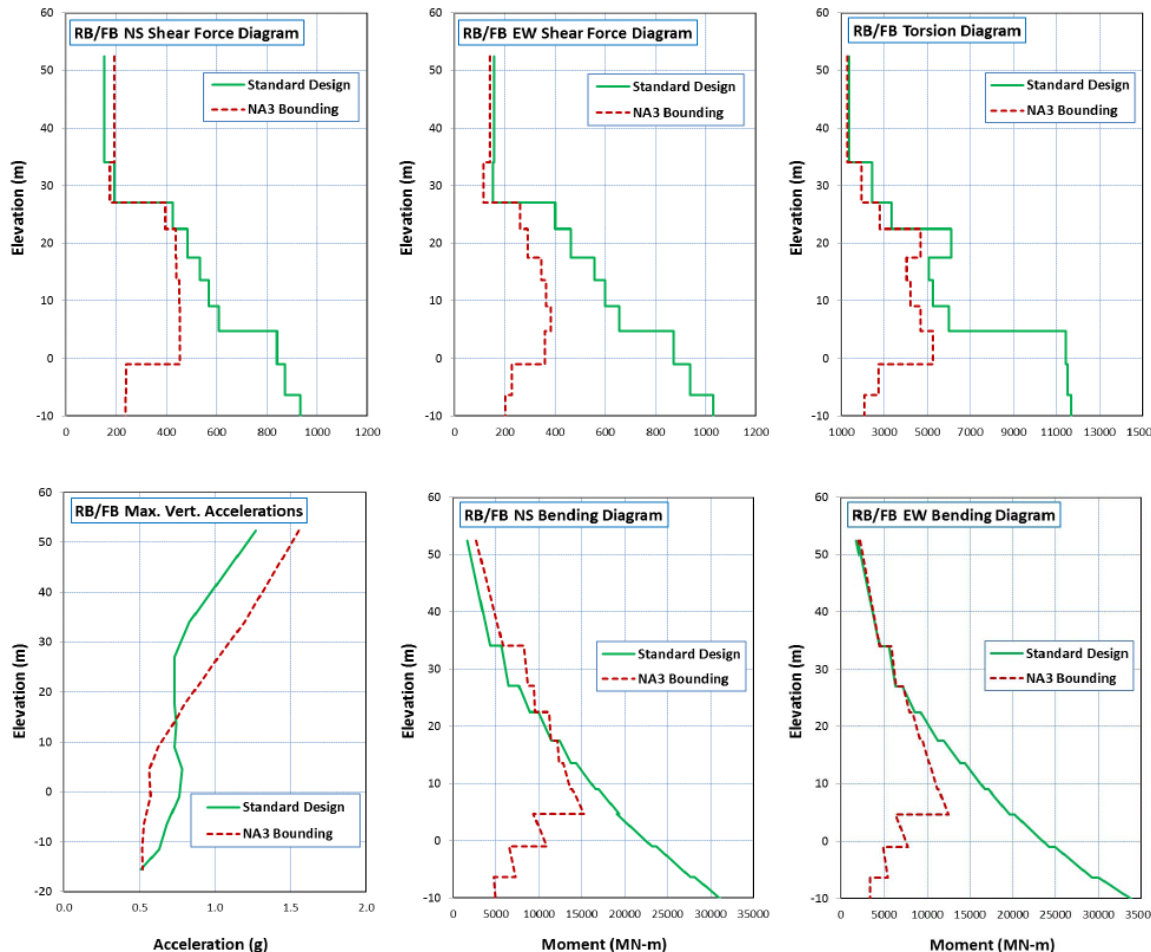 RB/FB NS Shear Force Diagram
Standard Design
NA3 Bounding
Elevation (m)
60
50
40
30
20
10
0
-10
0 200 400 600 800 1000 1200
RB/FB EW Shear Force Diagram
Standard Design
NA3 Bounding
Elevation (m)
60
50
40
30
20
10
0
-10
0 200 400 600 800 1000 1200
RB/FB Torsion Diagram
Standard Design
NA3 Bounding
Elevation (m)
60
50
40
30
20
10
0
-10
1000 3000 5000 7000 9000 11000 13000 1500
RB/FB Max. Vert. Accelerations
Standard Design
NA3 Bounding
Elevation (m)
60
50
40
30
20
10
0
-10
-20
0.0 0.5 1.0 1.5 2.0
Acceleration (g)
RB/FB NS Bending Diagram
Standard Design
NA3 Bounding
Elevation (m)
60
50
40
30
20
10
0
-10
0 5000 10000 15000 20000 25000 30000 35000
Moment (MN-m)
RB/FB EW Bending Diagram
Standard Design
NA3 Bounding
Elevation (m)
60
50
40
30
20
10
0
-10
0 5000 10000 15000 20000 25000 30000 3500
Moment (MN-m)